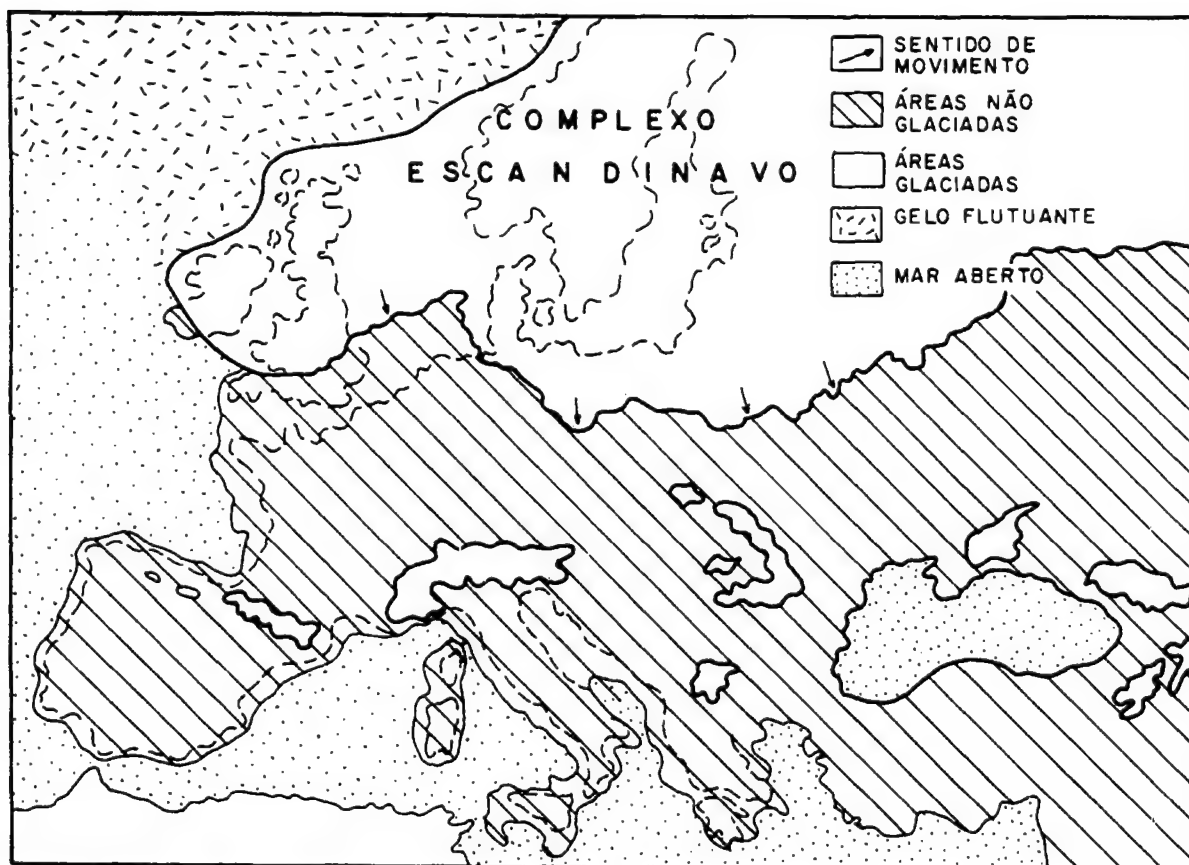 COMPLEXO
ESCANDINAVO
SENTIDO DE
MOVIMENTO
ÁREAS NÃO
GLACIADAS
ÁREAS
GLACIADAS
GELO FLUTUANTE
MAR ABERTO